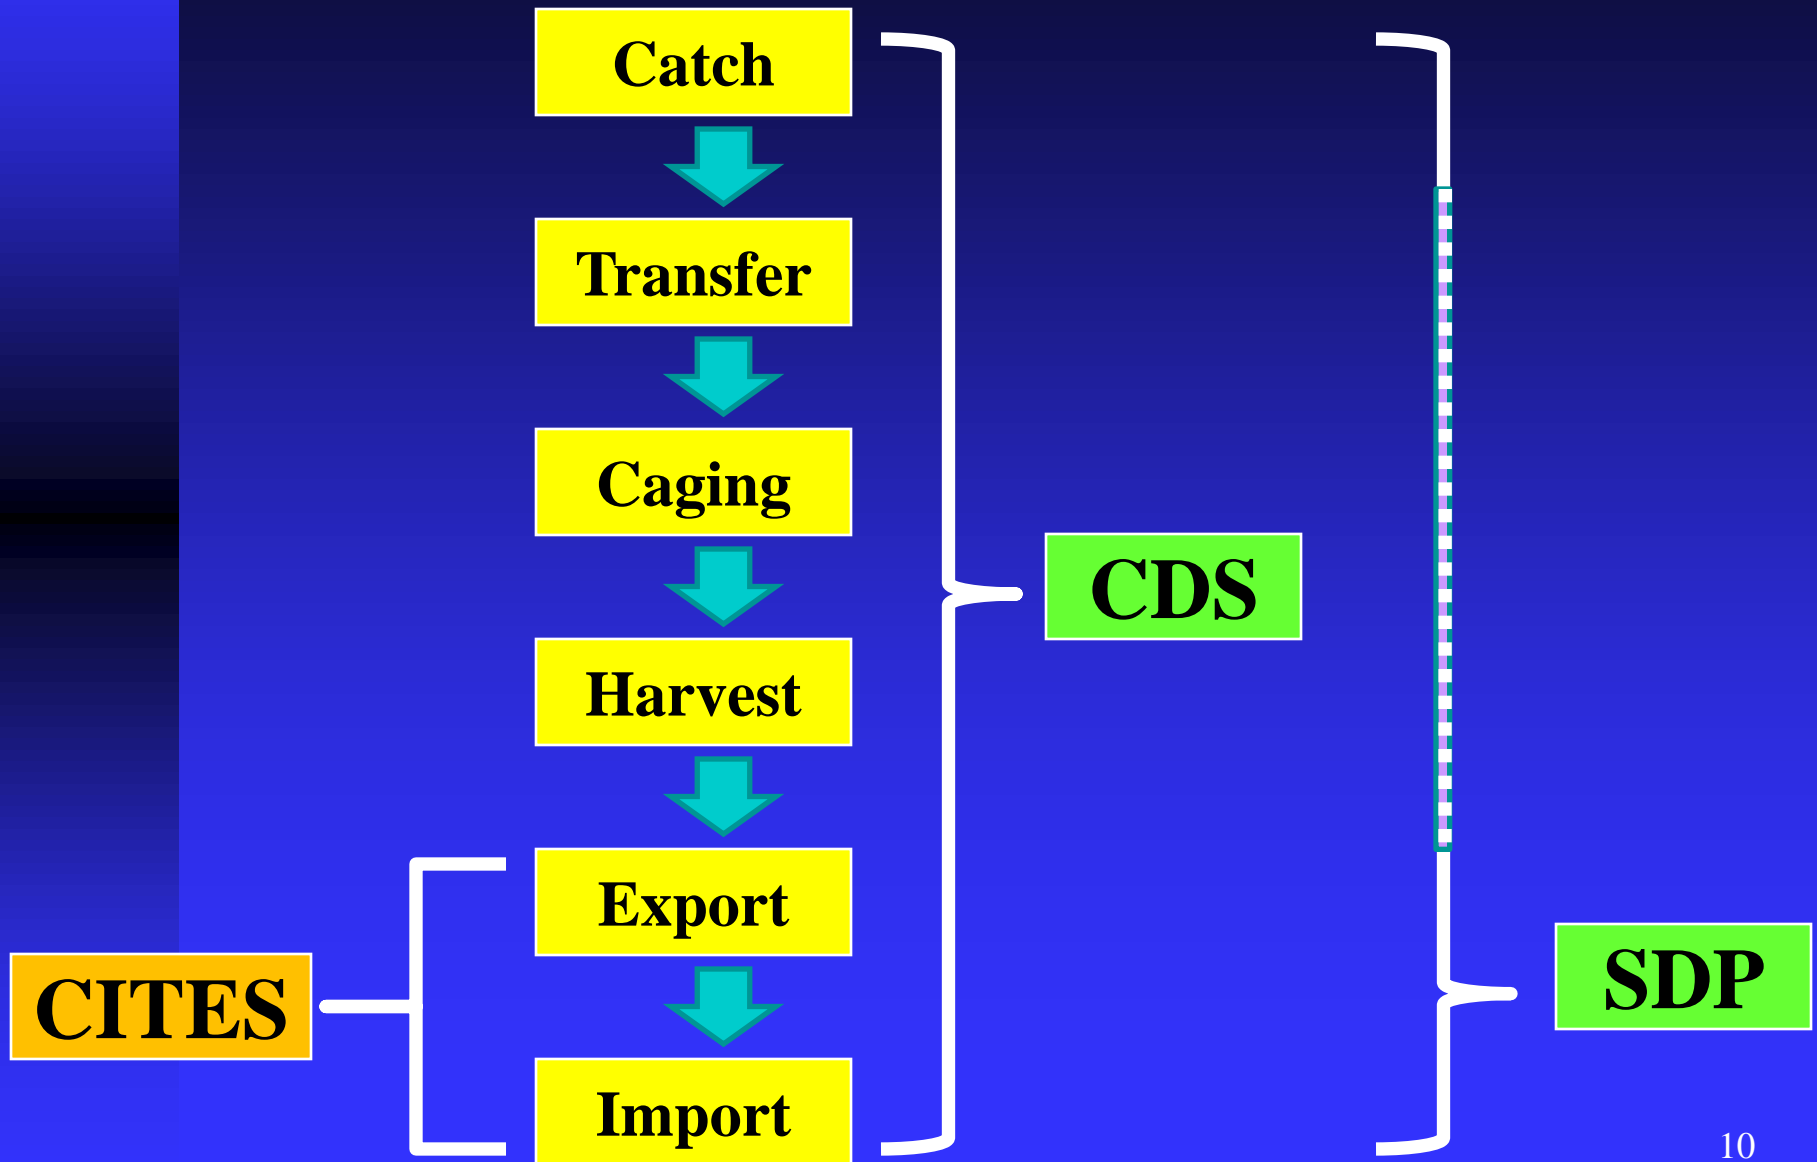 Catch
Transfer
Caging
CDS
Harvest
Export
CITES
SDP
Import
10